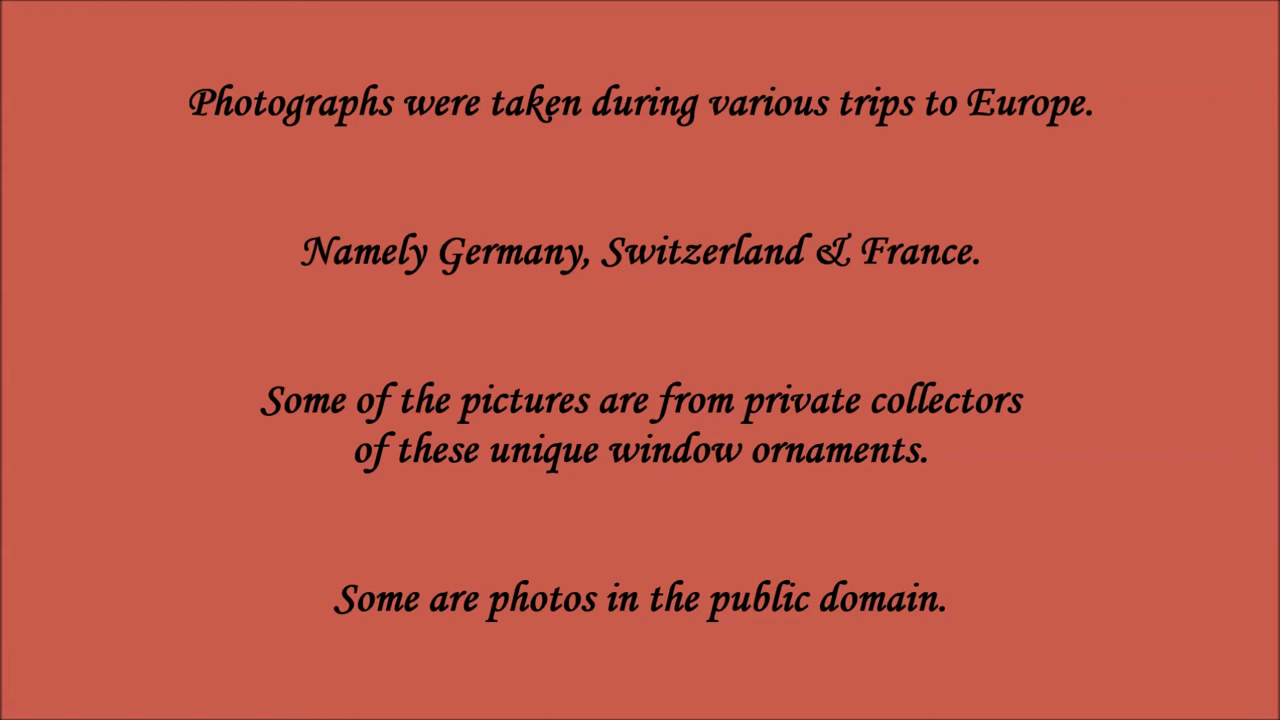 Photographs were taken during various trips to Europe.
Namely Germany, Switzerland & France.
Some of the pictures are from private collectors
of these unique window ornaments.
Some are photos in the public domain.